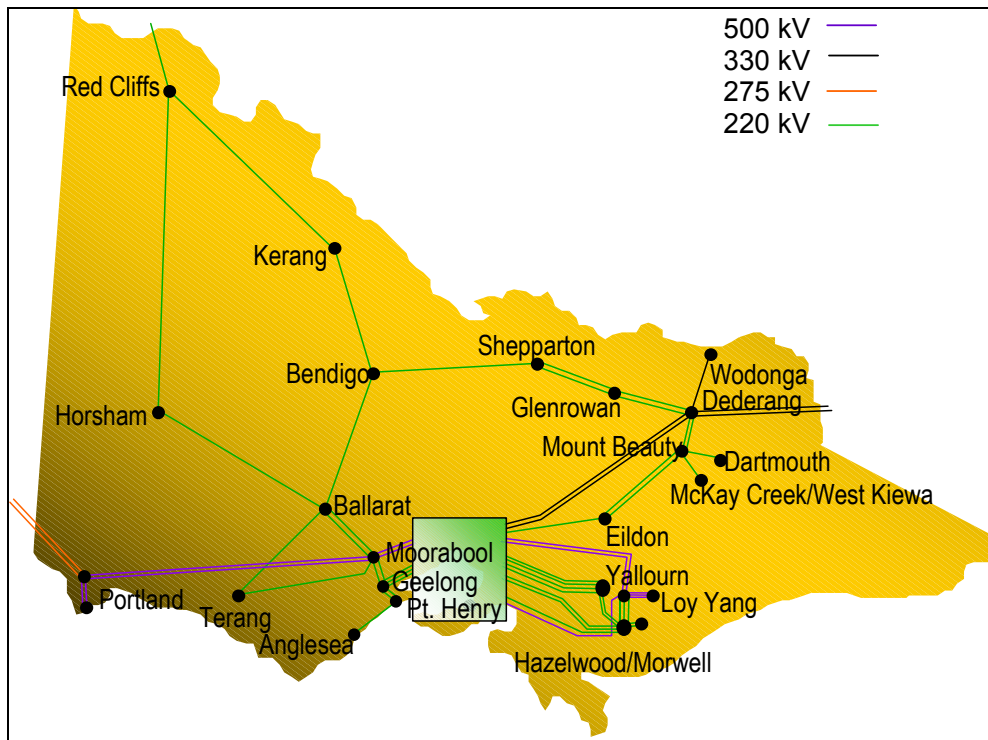 500 kV
330 kV
275 kV
220 kV
Red Cliffs
Kerang
Shepparton
Bendigo
Wodonga
Glenrowan
Dederang
Horsham
Mount Beauty
Dartmouth
McKay Creek/West Kiewa
Ballarat
Eildon
Moorabool
Geelong
Yallourn
Portland
Terang
Pt. Henry
Loy Yang
Anglesea
Hazelwood/Morwell